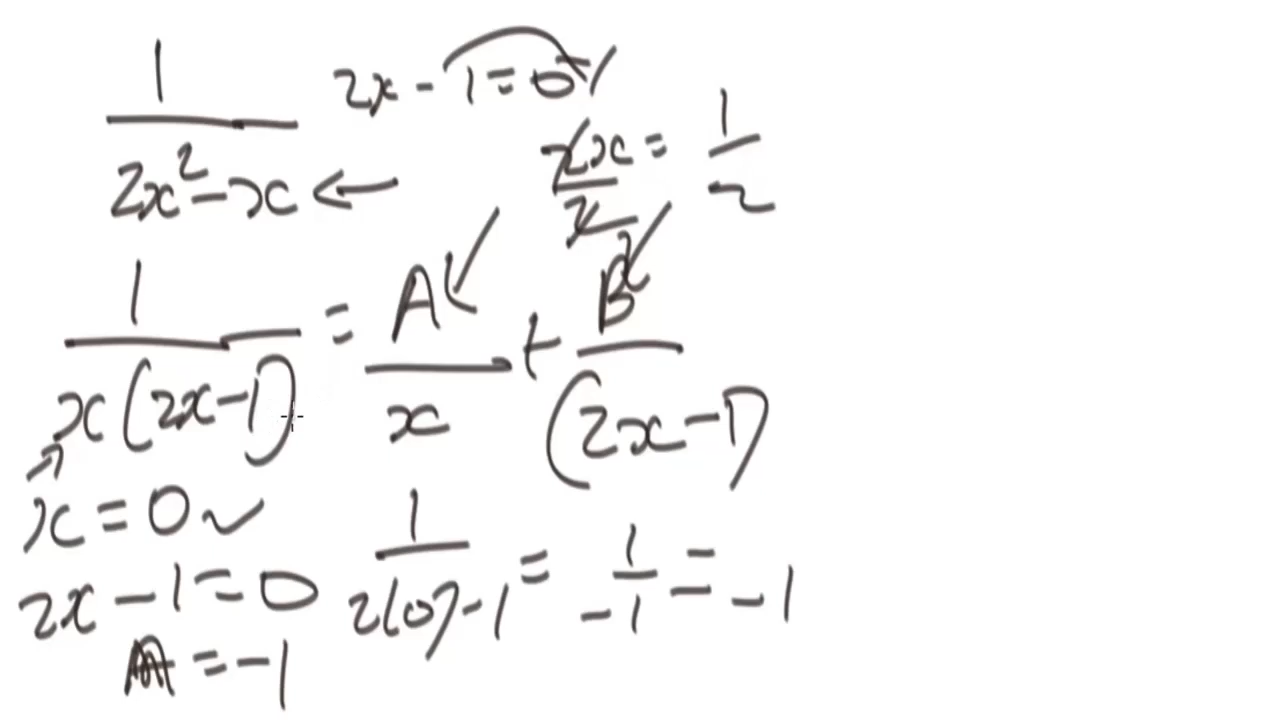 1/(2x²-x) ← 2x-1=0+1
2x/2 = 1/2
1/(x(2x-1)) = A/x + B/(2x-1)
x=0✓
1/(2(0)-1) = 1/-1 = -1
2x-1=0
A=-1